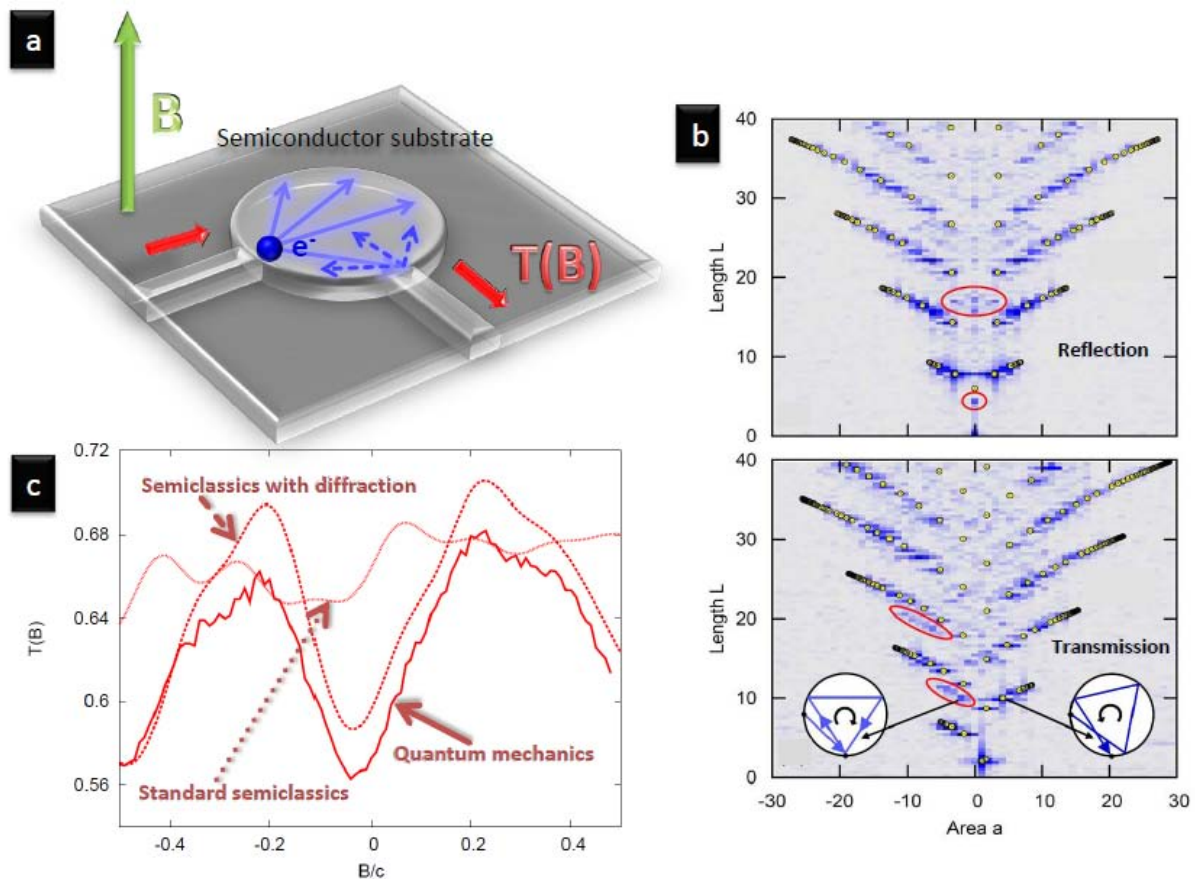 a
B
Semiconductor substrate
e-
T(B)
b
40
30
20
10
0
Length L
Reflection
40
30
20
10
0
Length L
Transmission
-30 -20 -10 0 10 20 30
Area a
c
0.72
0.68
0.64
0.6
0.56
T(B)
Semiclassics with diffraction
Quantum mechanics
Standard semiclassics
-0.4 -0.2 0 0.2 0.4
B/c